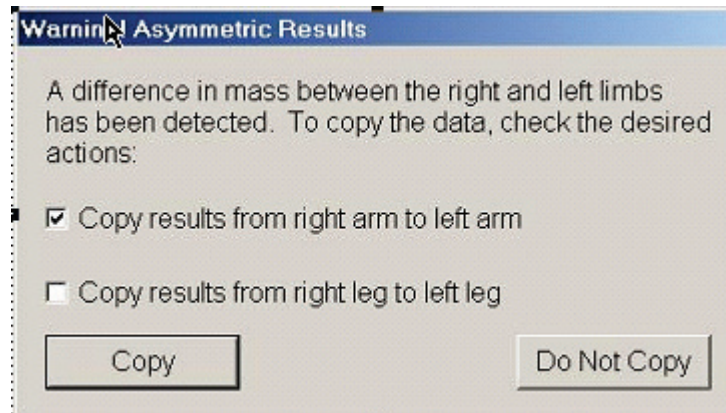 Warning Asymmetric Results
A difference in mass between the right and left limbs
has been detected. To copy the data, check the desired
actions:
Copy results from right arm to left arm
Copy results from right leg to left leg
Copy
Do Not Copy